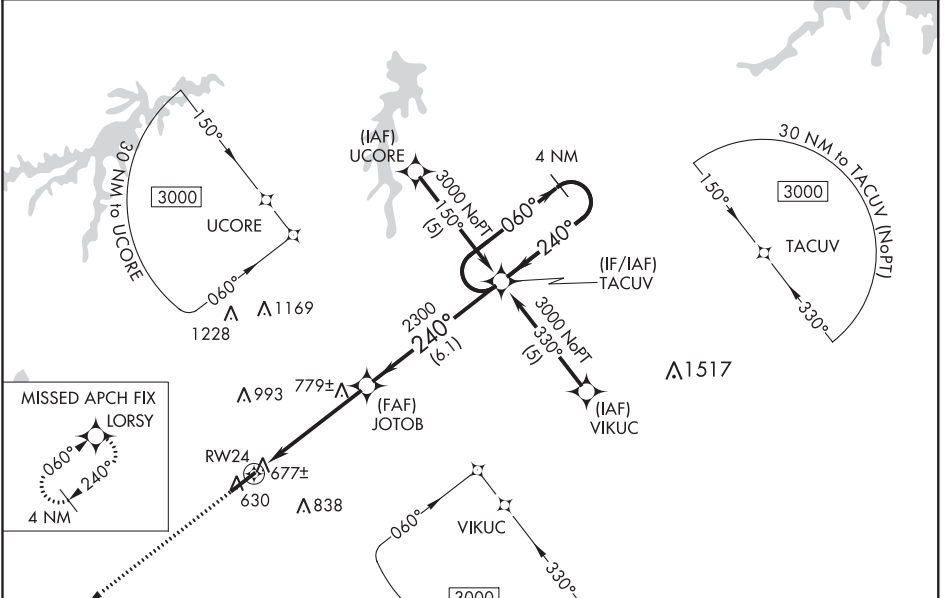 30 NM to UCORE
150°
3000
UCORE
060°
1228
1169
(IAF)
UCORE
3000 NoPT
150°
(5)
4 NM
060°
240°
(IF/IAF)
TACUV
30 NM to TACUV (NoPT)
150°
3000
TACUV
330°
2300
240°
(6.1)
3000 NoPT
330°
(5)
(IAF)
VIKUC
1517
993
779±
(FAF)
JOTOB
MISSED APCH FIX
LORSY
060°
240°
4 NM
RW24
677±
630
838
060°
VIKUC
330°
3000